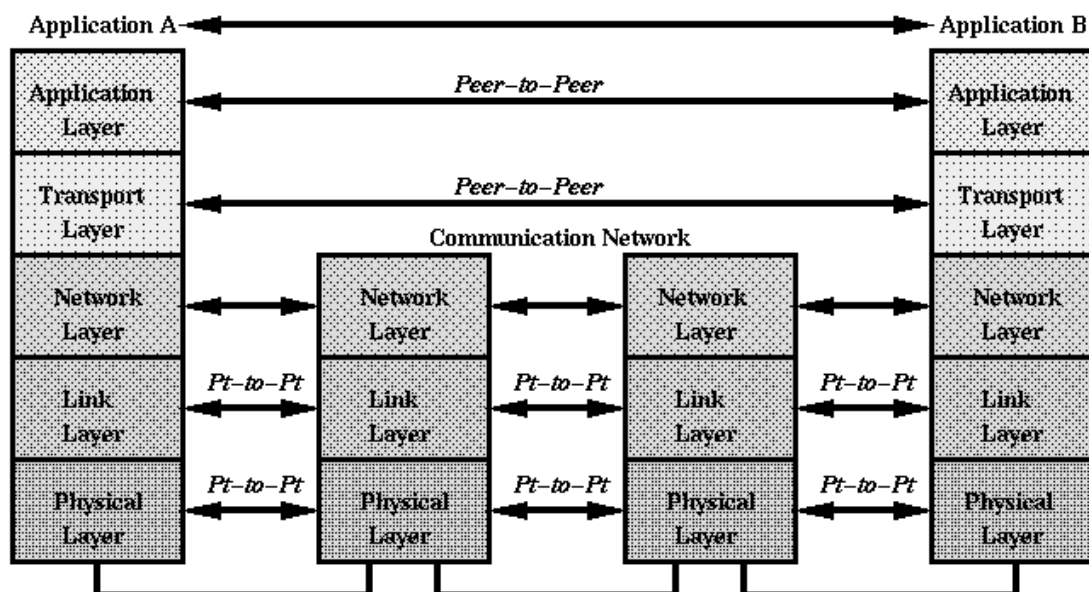 Application A
Application B
Peer-to-Peer
Application
Layer
Application
Layer
Peer-to-Peer
Transport
Layer
Transport
Layer
Communication Network
Network
Layer
Network
Layer
Network
Layer
Network
Layer
Pt-to-Pt
Pt-to-Pt
Pt-to-Pt
Link
Layer
Link
Layer
Link
Layer
Link
Layer
Pt-to-Pt
Pt-to-Pt
Pt-to-Pt
Physical
Layer
Physical
Layer
Physical
Layer
Physical
Layer